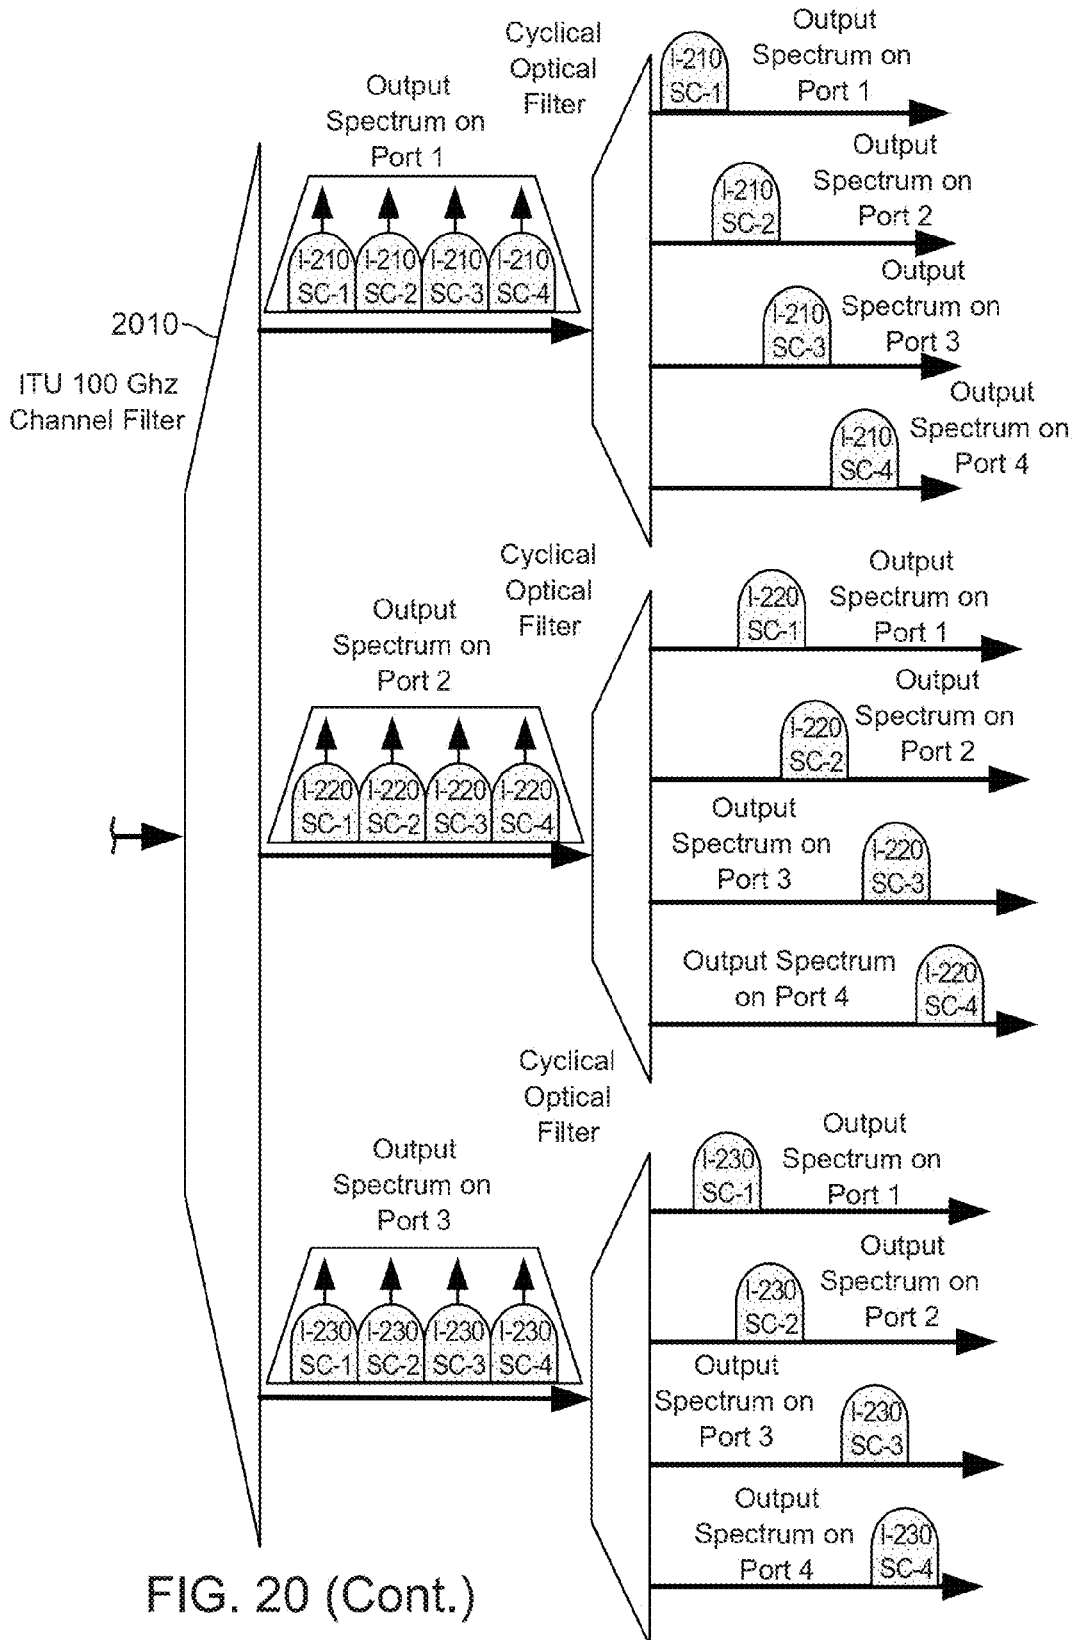 Cyclical
Optical
Filter
Output
Spectrum on
Port 1
I-210
SC-1
Output
Spectrum on
Port 1
I-210 I-210 I-210 I-210
SC-1 SC-2 SC-3 SC-4
Output
Spectrum on
Port 2
I-210
SC-2
Output
Spectrum on
Port 3
I-210
SC-3
Output
Spectrum on
Port 4
I-210
SC-4
2010
ITU 100 Ghz
Channel Filter
Cyclical
Optical
Filter
Output
Spectrum on
Port 2
I-220 I-220 I-220 I-220
SC-1 SC-2 SC-3 SC-4
I-220
SC-1
Output
Spectrum on
Port 1
I-220
SC-2
Output
Spectrum on
Port 2
Output
Spectrum on
Port 3
I-220
SC-3
Output Spectrum
on Port 4
I-220
SC-4
Cyclical
Optical
Filter
Output
Spectrum on
Port 3
I-230 I-230 I-230 I-230
SC-1 SC-2 SC-3 SC-4
I-230
SC-1
Output
Spectrum on
Port 1
I-230
SC-2
Output
Spectrum on
Port 2
Output
Spectrum on
Port 3
I-230
SC-3
Output
Spectrum on
Port 4
I-230
SC-4
FIG. 20 (Cont.)